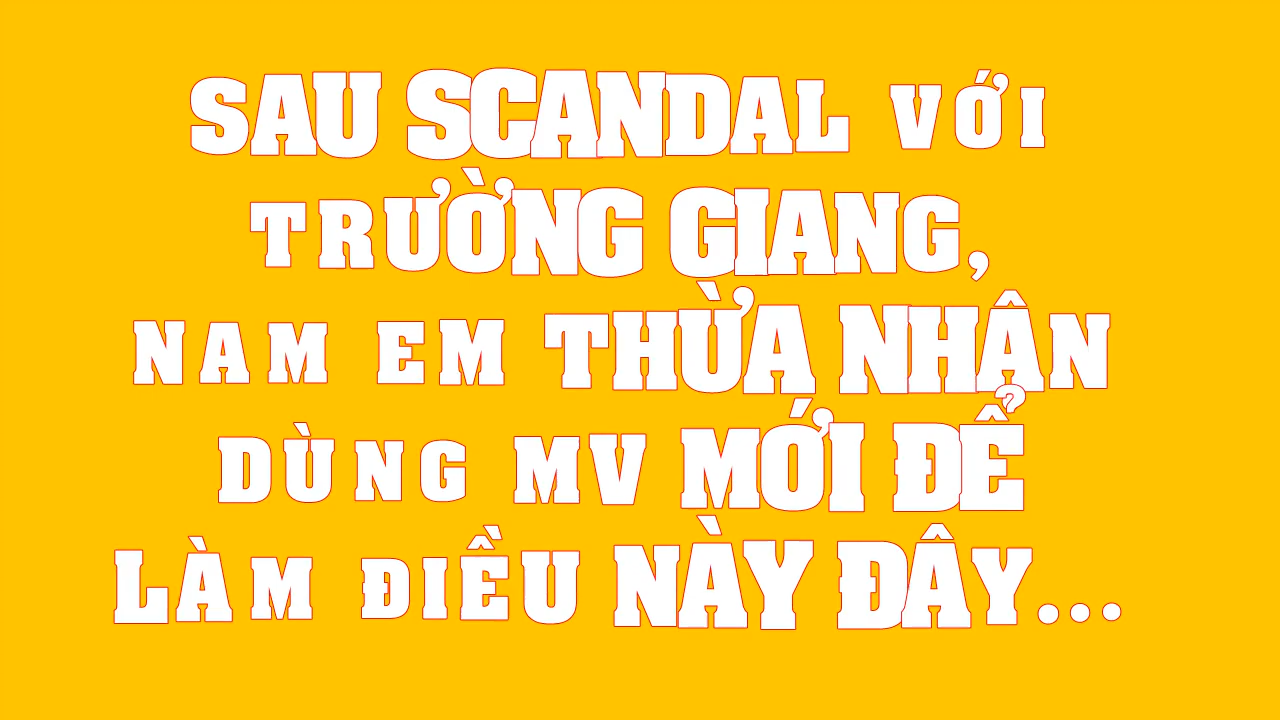 SAU SCANDAL VỚI
TRƯỜNG GIANG,
NAM EM THỪA NHẬN
DÙNG MV MỚI ĐỂ
LÀM ĐIỀU NÀY ĐÂY...